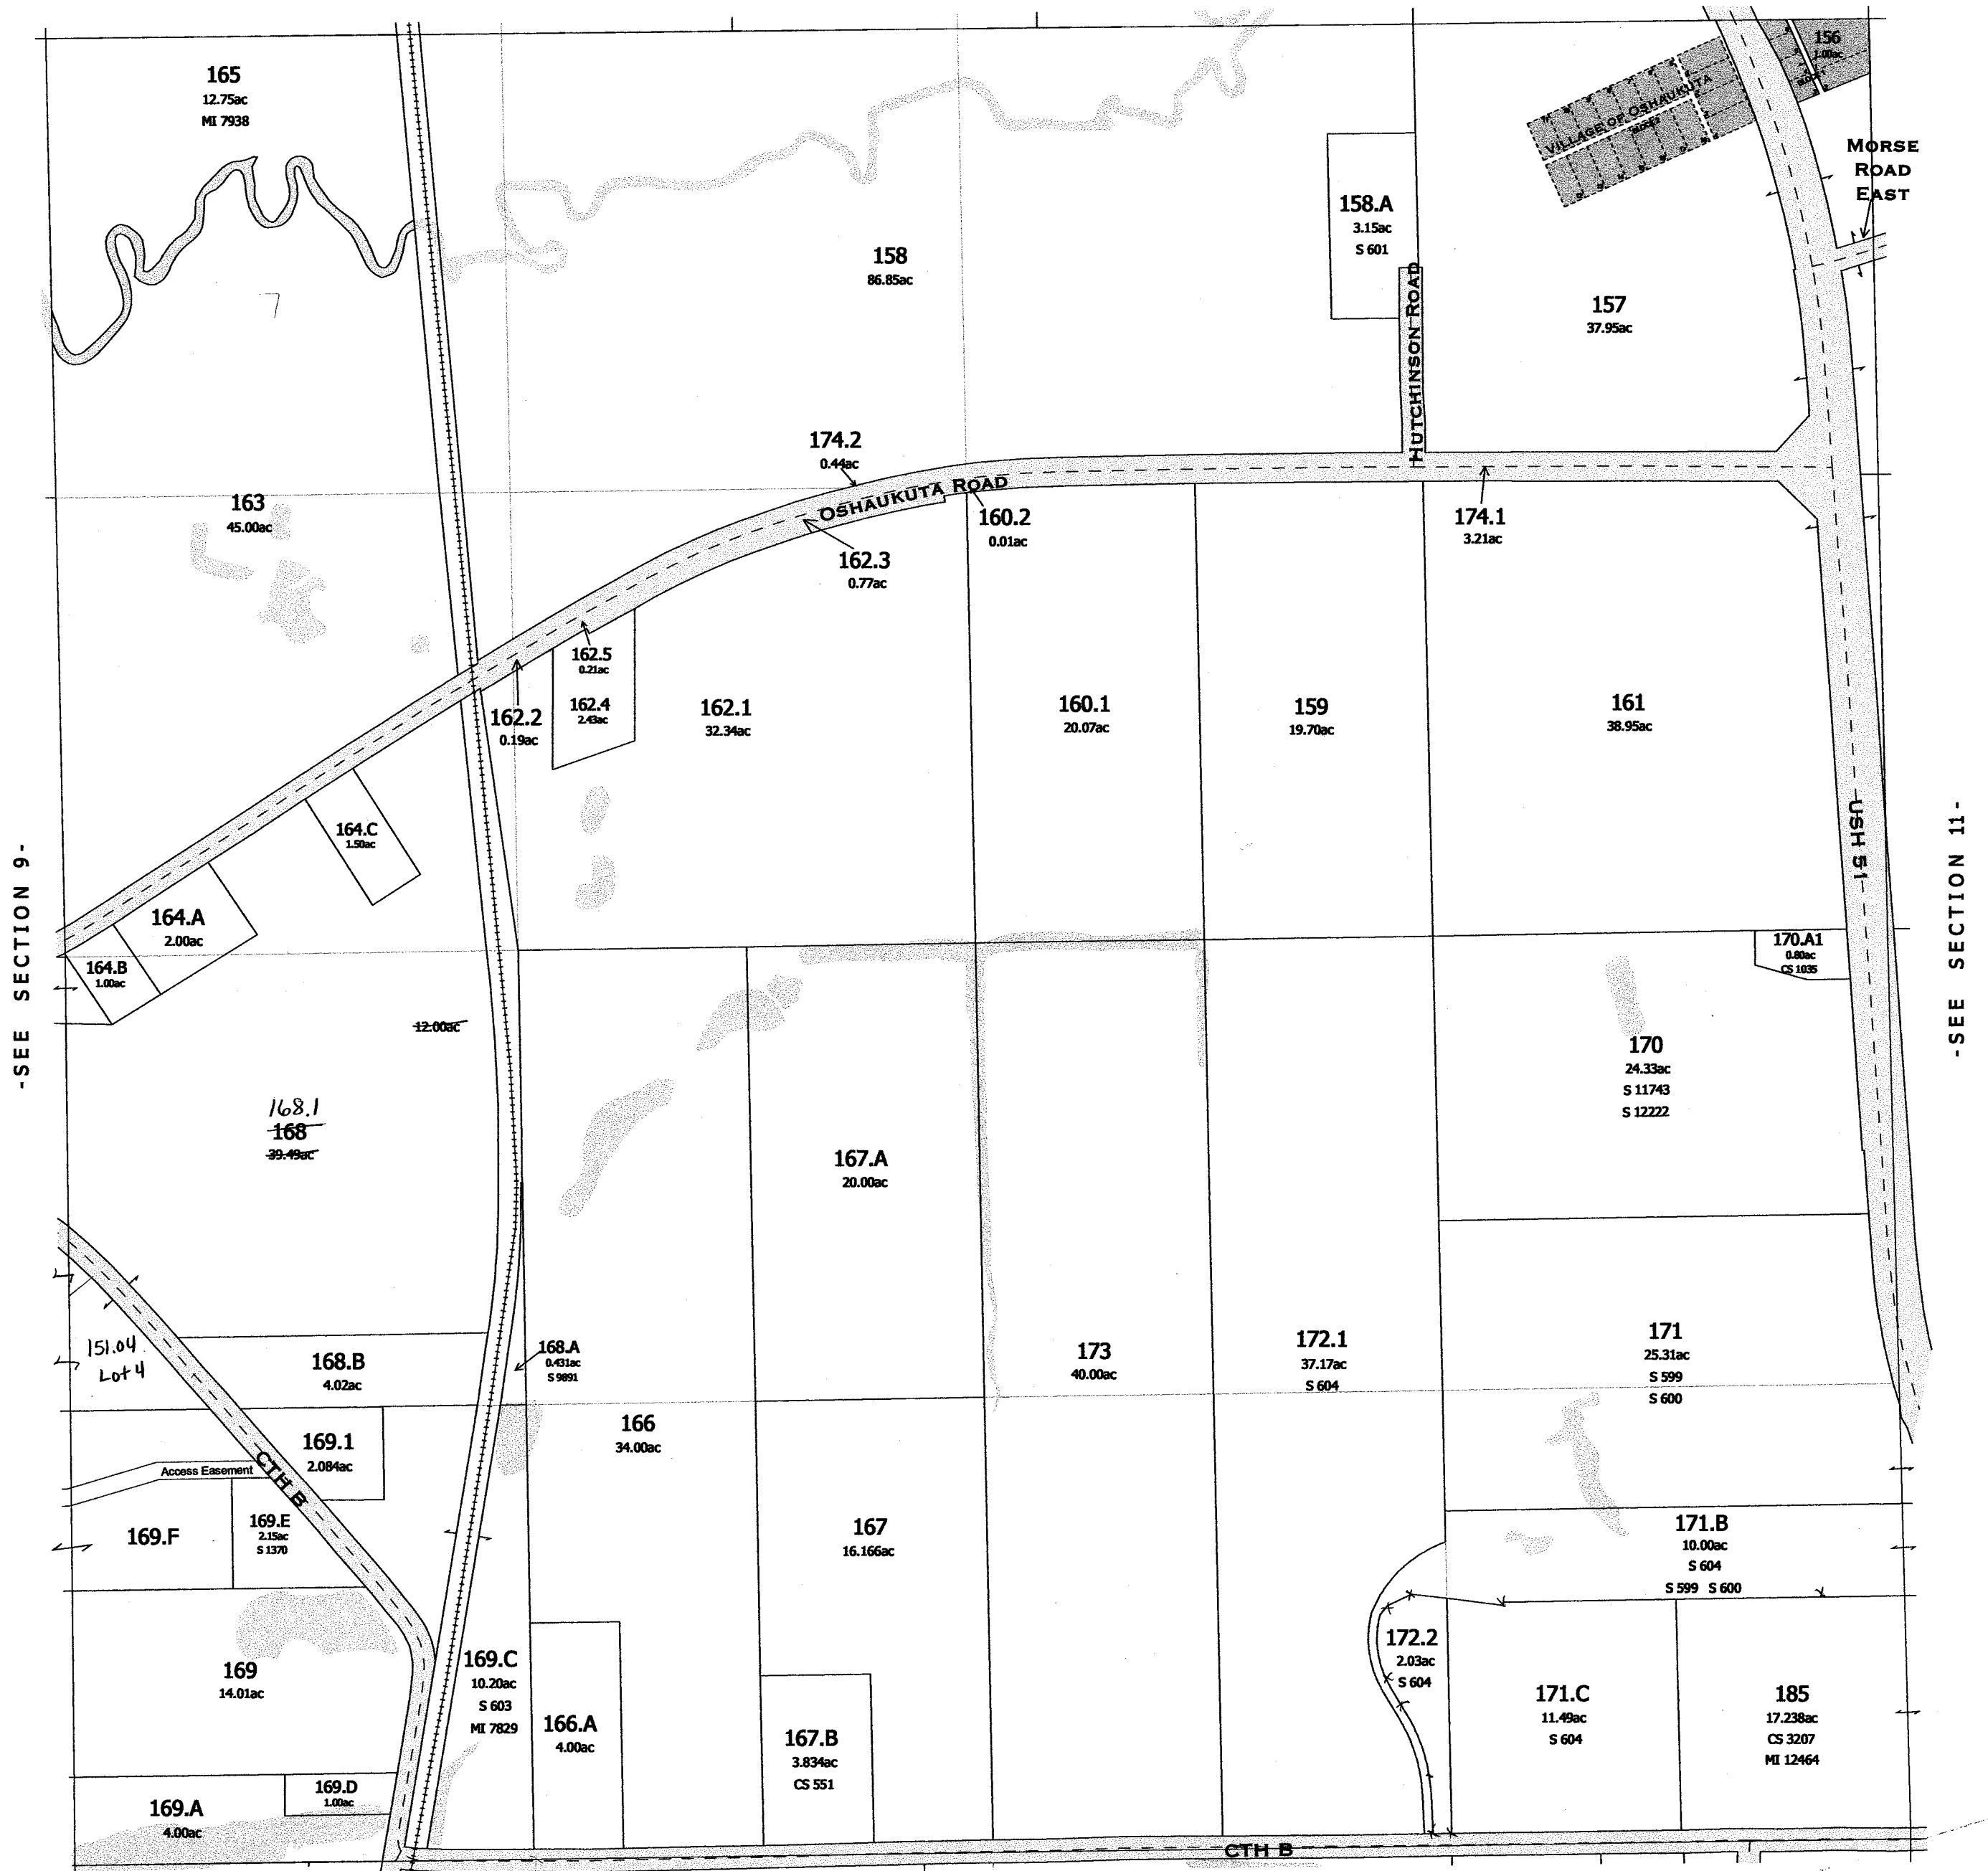 165
12.75ac
MI 7938
156
1.00ac
VILLAGE OF OSHAUKUTA
MORSE
ROAD
EAST
158.A
3.15ac
S 601
158
86.85ac
HUTCHINSON ROAD
157
37.95ac
7
174.2
0.44ac
OSHAUKUTA ROAD
163
45.00ac
160.2
0.01ac
174.1
3.21ac
162.3
0.77ac
162.5
0.21ac
162.4
2.43ac
162.2
0.19ac
162.1
32.34ac
160.1
20.07ac
159
19.70ac
161
38.95ac
164.C
1.50ac
USH 51
-SEE SECTION 9-
-SEE SECTION 11-
164.A
2.00ac
164.B
1.00ac
170.A1
0.80ac
CS 1035
12.00ac
170
24.33ac
S 11743
S 12222
168.1
168
39.49ac
167.A
20.00ac
151.04
Lot 4
168.B
4.02ac
168.A
0.431ac
S 9891
173
40.00ac
172.1
37.17ac
S 604
171
25.31ac
S 599
S 600
169.1
2.084ac
166
34.00ac
Access Easement
CTH B
169.F
169.E
2.15ac
S 1370
167
16.166ac
171.B
10.00ac
S 604
S 599 S 600
169
14.01ac
169.C
10.20ac
S 603
MI 7829
172.2
2.03ac
S 604
166.A
4.00ac
167.B
3.834ac
CS 551
171.C
11.49ac
S 604
185
17.238ac
CS 3207
MI 12464
169.D
1.00ac
169.A
4.00ac
CTH B